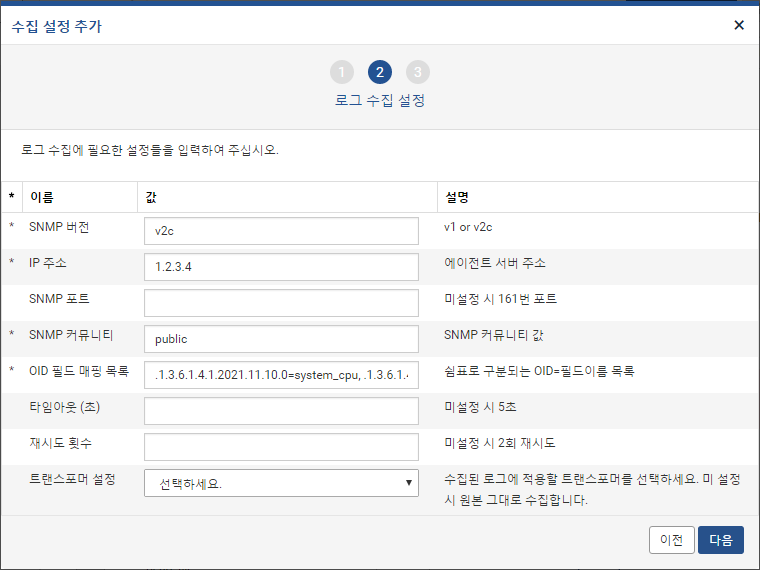 수집 설정 추가
×
1 2 3
로그 수집 설정
로그 수집에 필요한 설정들을 입력하여 주십시오.
* 이름 값 설명
* SNMP 버전 v2c v1 or v2c
* IP 주소 1.2.3.4 에이전트 서버 주소
SNMP 포트 미설정 시 161번 포트
* SNMP 커뮤니티 public SNMP 커뮤니티 값
* OID 필드 매핑 목록 .1.3.6.1.4.1.2021.11.10.0=system_cpu, .1.3.6.1.4 쉼표로 구분되는 OID=필드이름 목록
타임아웃 (초) 미설정 시 5초
재시도 횟수 미설정 시 2회 재시도
트랜스포머 설정 선택하세요. ▼ 수집된 로그에 적용할 트랜스포머를 선택하세요. 미 설정
시 원본 그대로 수집합니다.
이전 다음